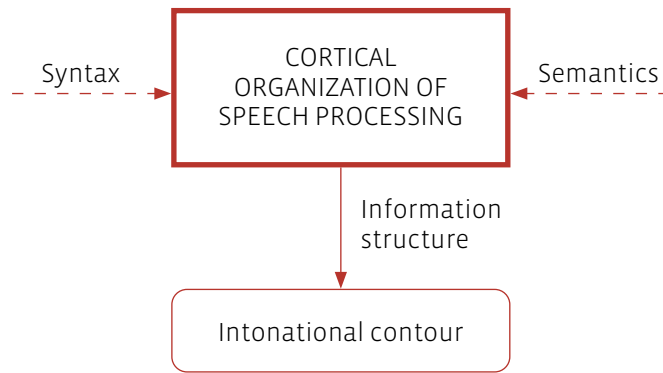 Syntax
CORTICAL
ORGANIZATION OF
SPEECH PROCESSING
Semantics
Information
structure
Intonational contour